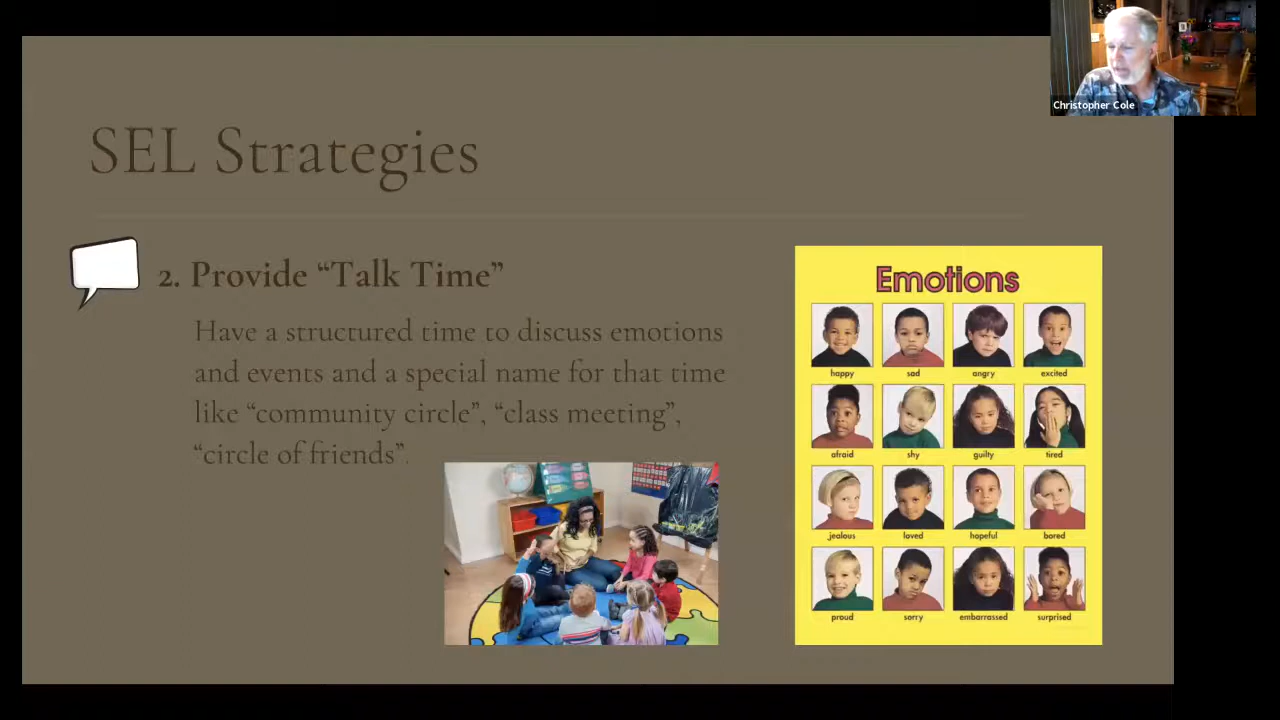 Christopher Cole
SEL Strategies
2. Provide “Talk Time”
Have a structured time to discuss emotions
and events and a special name for that time
like “community circle”, “class meeting”,
“circle of friends”.
Emotions
happy sad angry excited
afraid shy guilty tired
jealous loved hopeful bored
proud sorry embarrassed surprised